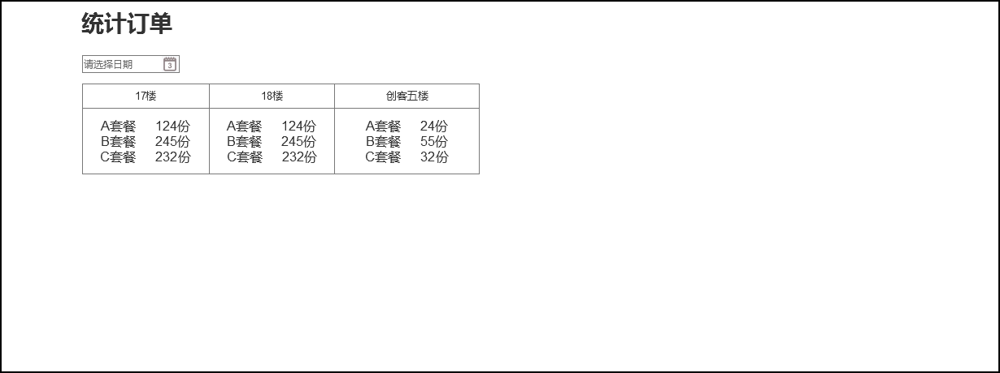 统计订单
请选择日期 3
17楼 18楼 创客五楼
A套餐 124份 A套餐 124份 A套餐 24份
B套餐 245份 B套餐 245份 B套餐 55份
C套餐 232份 C套餐 232份 C套餐 32份